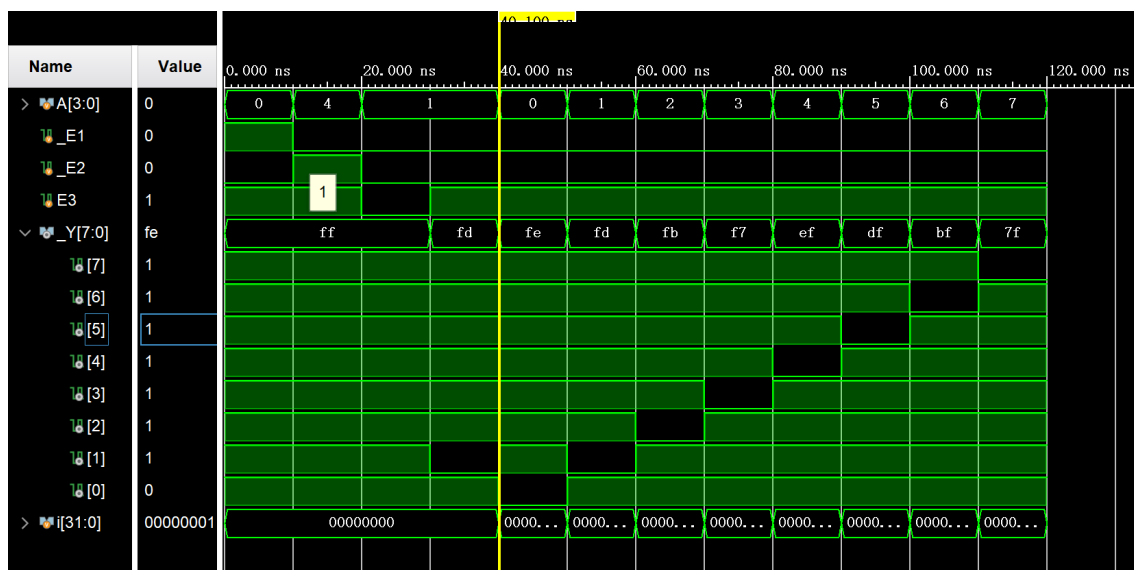 40.100 ns
Name Value
0.000 ns 20.000 ns 40.000 ns 60.000 ns 80.000 ns 100.000 ns 120.000 ns
A[3:0] 0 0 4 1 0 1 2 3 4 5 6 7
_E1 0
_E2 0
1
E3 1
_Y[7:0] fe ff fd fe fd fb f7 ef df bf 7f
[7] 1
[6] 1
[5] 1
[4] 1
[3] 1
[2] 1
[1] 1
[0] 0
i[31:0] 00000001 00000000 0000... 0000... 0000... 0000... 0000... 0000... 0000... 0000...